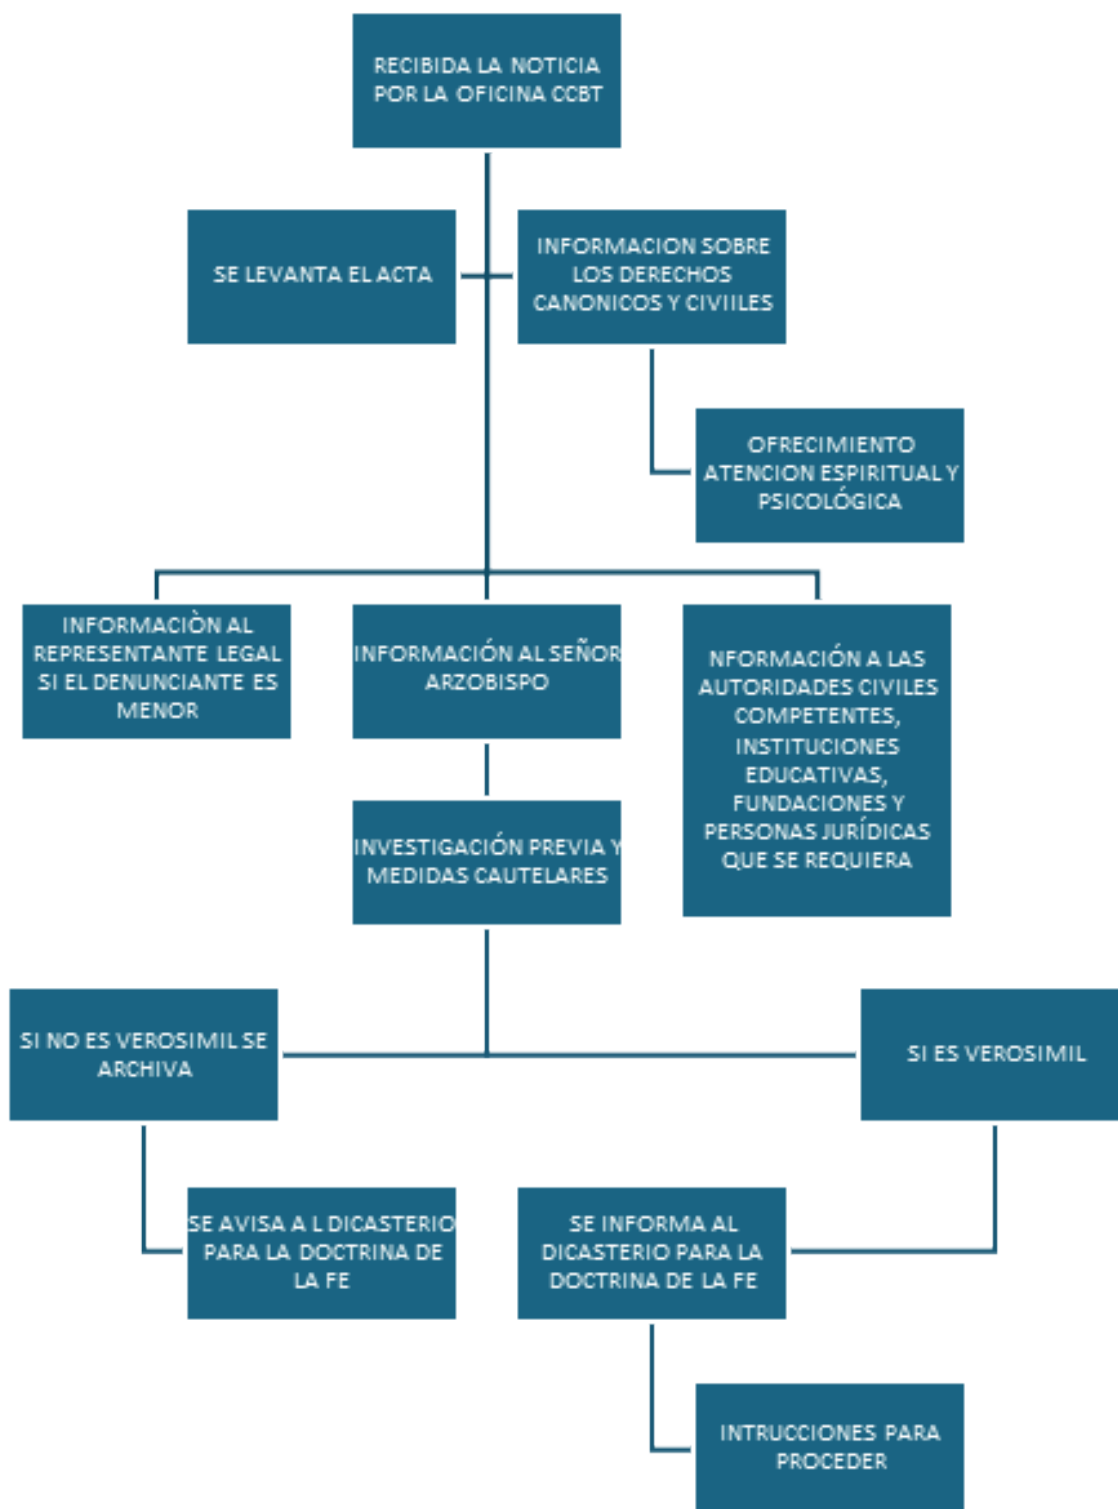 RECIBIDA LA NOTICIA
POR LA OFICINA CCBT
SE LEVANTA EL ACTA
INFORMACION SOBRE
LOS DERECHOS
CANONICOS Y CIVIILES
OFRECIMIENTO
ATENCION ESPIRITUAL Y
PSICOLÓGICA
INFORMACIÒN AL
REPRESENTANTE LEGAL
SI EL DENUNCIANTE ES
MENOR
INFORMACIÓN AL SEÑOR
ARZOBISPO
NFORMACIÓN A LAS
AUTORIDADES CIVILES
COMPETENTES,
INSTITUCIONES
EDUCATIVAS,
FUNDACIONES Y
PERSONAS JURÍDICAS
QUE SE REQUIERA
INVESTIGACIÓN PREVIA Y
MEDIDAS CAUTELARES
SI NO ES VEROSIMIL SE
ARCHIVA
SI ES VEROSIMIL
SE AVISA A L DICASTERIO
PARA LA DOCTRINA DE
LA FE
SE INFORMA AL
DICASTERIO PARA LA
DOCTRINA DE LA FE
INTRUCCIONES PARA
PROCEDER